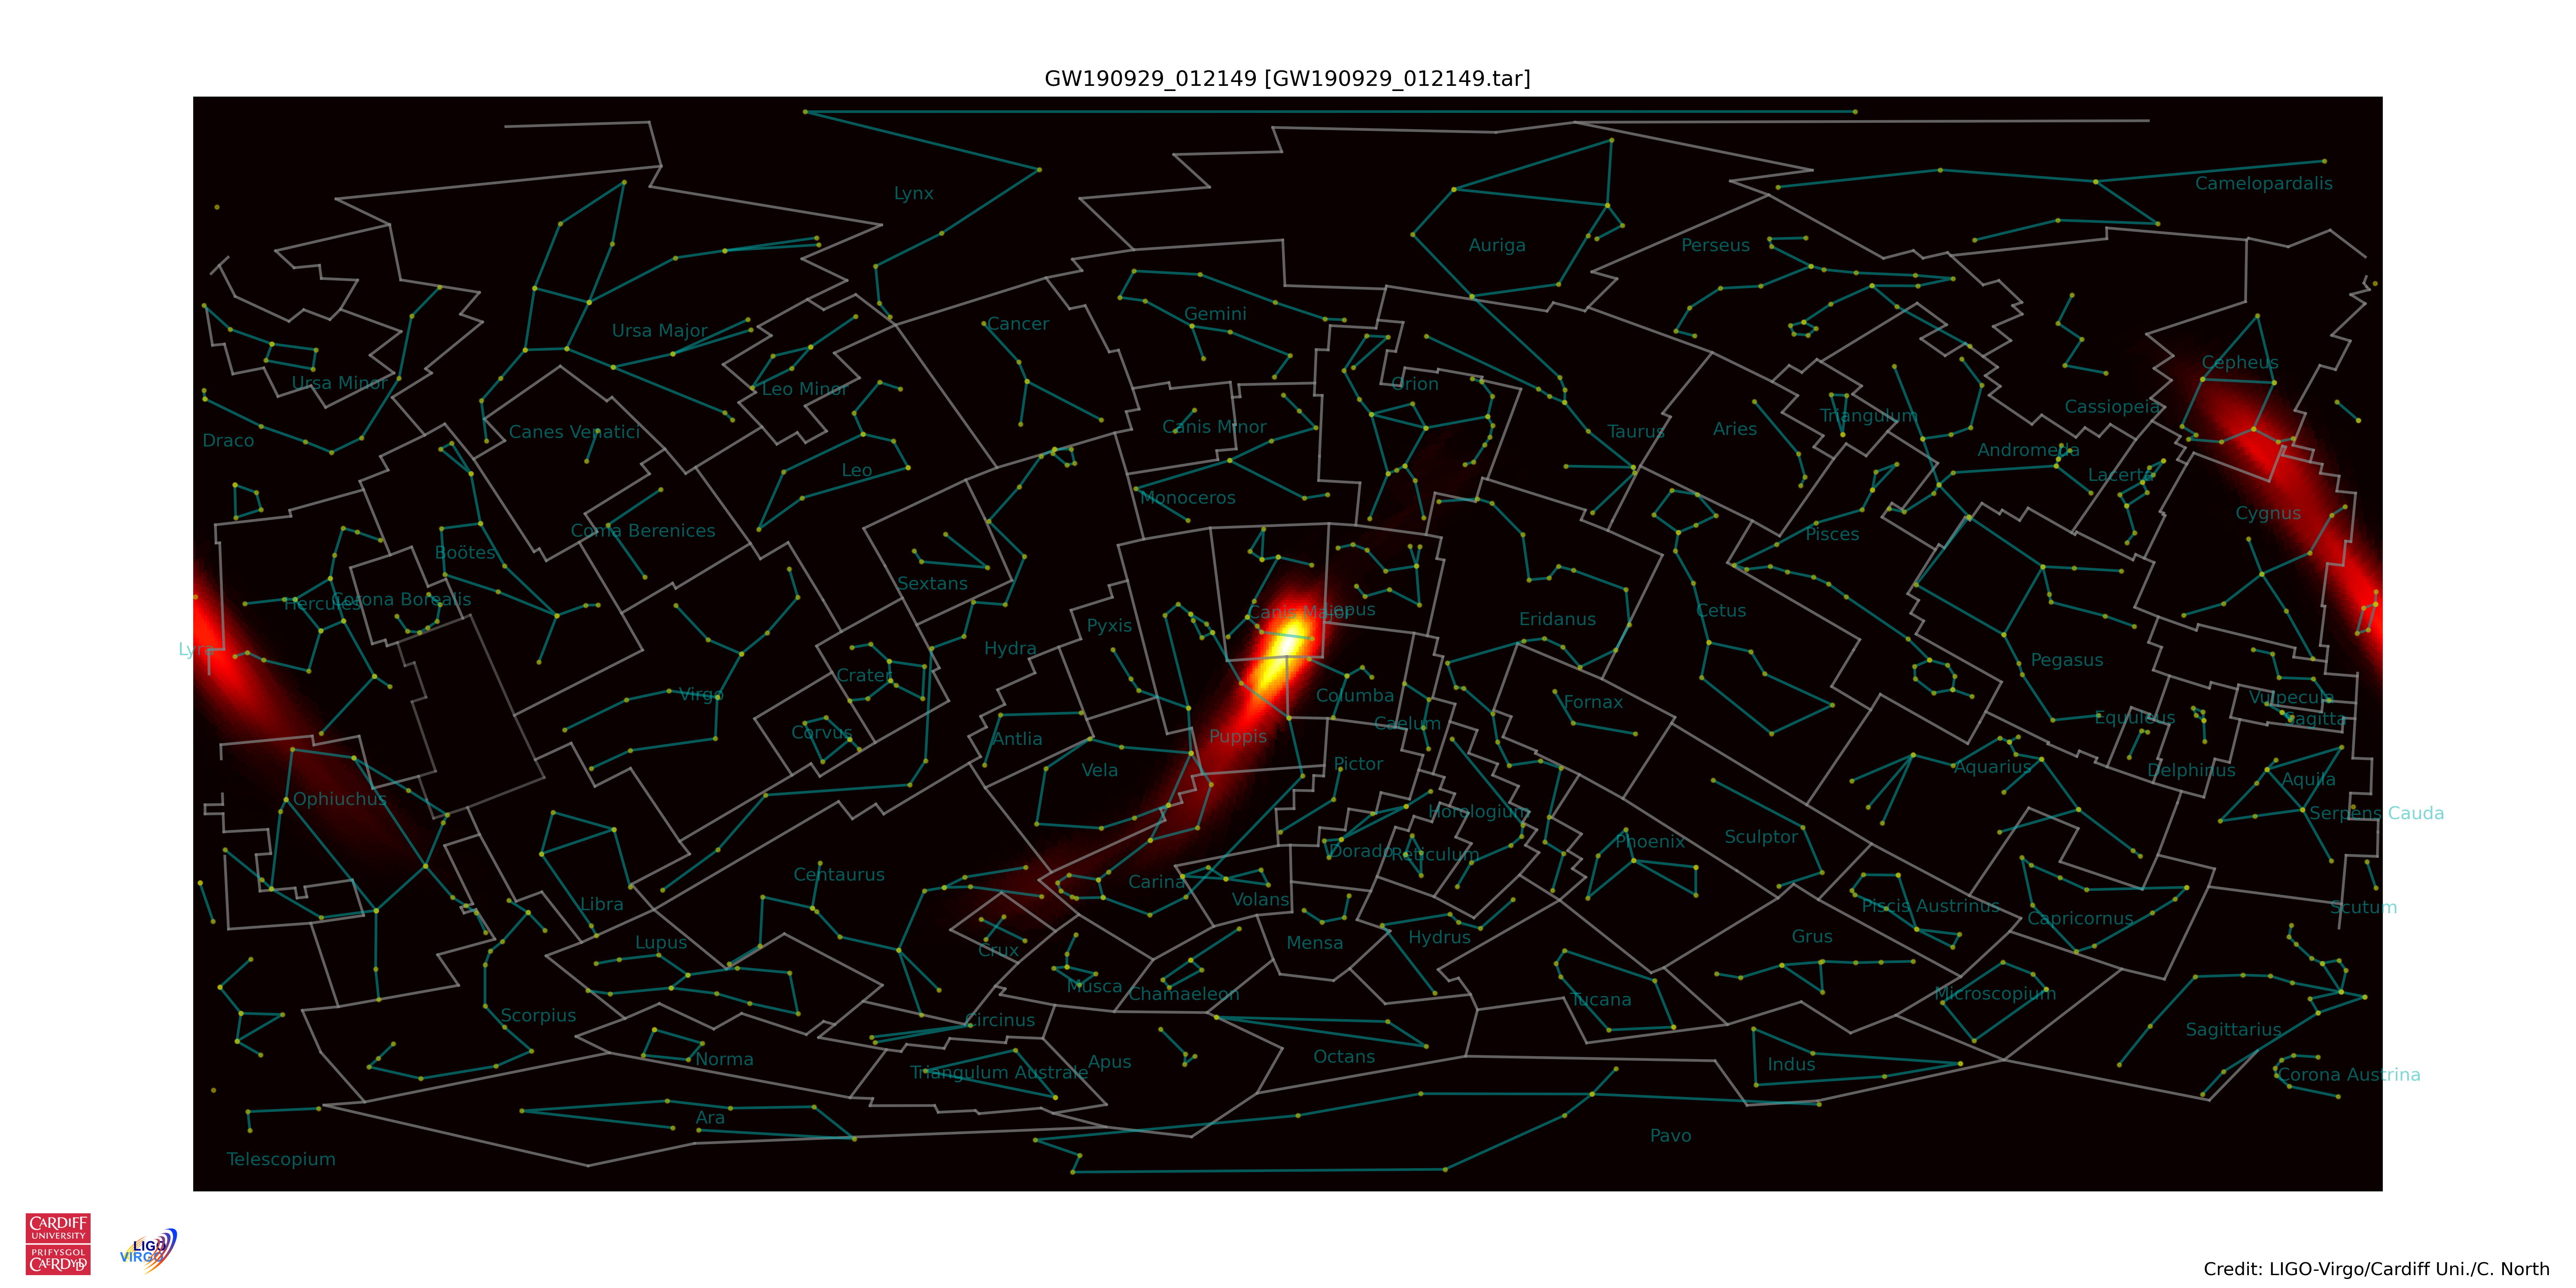 GW190929_012149 [GW190929_012149.tar]
Camelopardalis
Lynx
Auriga
Perseus
Gemini
Cancer
Ursa Major
Cepheus
Ursa Minor
Leo Minor
Orion
Cassiopeia
Triangulum
Canis Minor
Canes Venatici
Taurus
Aries
Draco
Andromeda
Leo
Lacerta
Monoceros
Cygnus
Coma Berenices
Pisces
Boötes
Sextans
Corona Borealis
Hercules
Canis Major
Lepus
Cetus
Eridanus
Pyxis
Lyra
Hydra
Pegasus
Crater
Virgo
Columba
Vulpecula
Fornax
Equuleus
Sagitta
Caelum
Corvus
Puppis
Antlia
Pictor
Aquarius
Vela
Delphinus
Aquila
Ophiuchus
Horologium
Serpens Cauda
Sculptor
Phoenix
Dorado
Reticulum
Centaurus
Carina
Volans
Libra
Piscis Austrinus
Scutum
Capricornus
Lupus
Mensa
Hydrus
Grus
Crux
Musca
Chamaeleon
Microscopium
Tucana
Scorpius
Circinus
Sagittarius
Norma
Apus
Octans
Indus
Triangulum Australe
Corona Austrina
Ara
Pavo
Telescopium
CARDIFF
UNIVERSITY
PRIFYSGOL
CAERDYDD
LIGO
VIRGO
Credit: LIGO-Virgo/Cardiff Uni./C. North